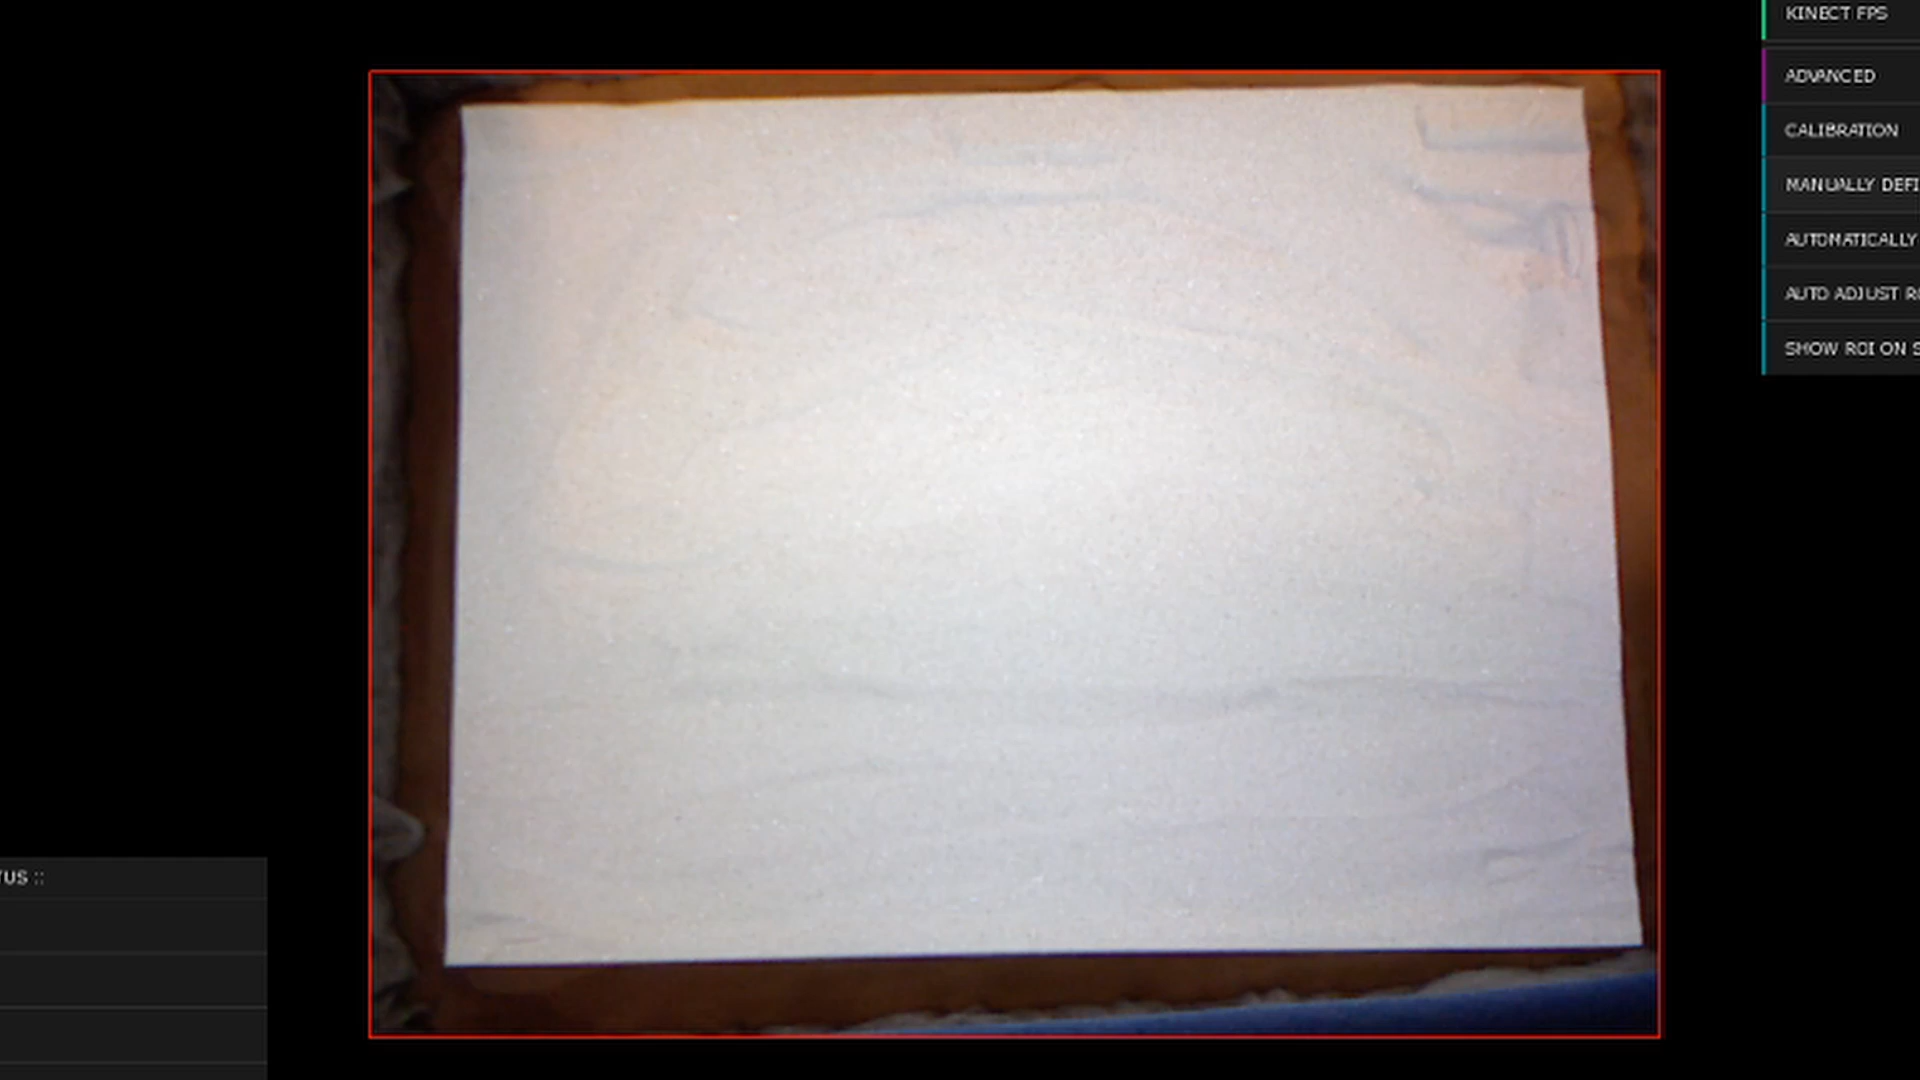 KINECT FPS
ADVANCED
CALIBRATION
MANUALLY DEFI
AUTOMATICALLY
AUTO ADJUST R
SHOW ROI ON S
TUS ::